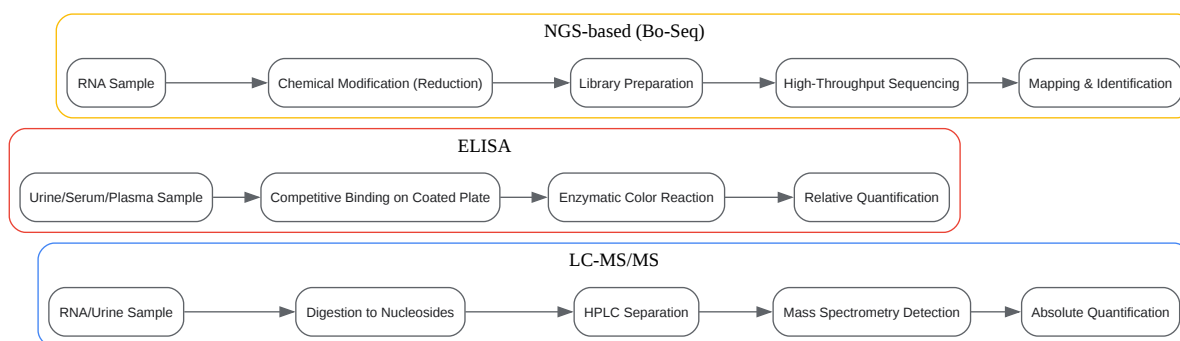 NGS-based (Bo-Seq)
RNA Sample
Chemical Modification (Reduction)
Library Preparation
High-Throughput Sequencing
Mapping & Identification
ELISA
Urine/Serum/Plasma Sample
Competitive Binding on Coated Plate
Enzymatic Color Reaction
Relative Quantification
LC-MS/MS
RNA/Urine Sample
Digestion to Nucleosides
HPLC Separation
Mass Spectrometry Detection
Absolute Quantification